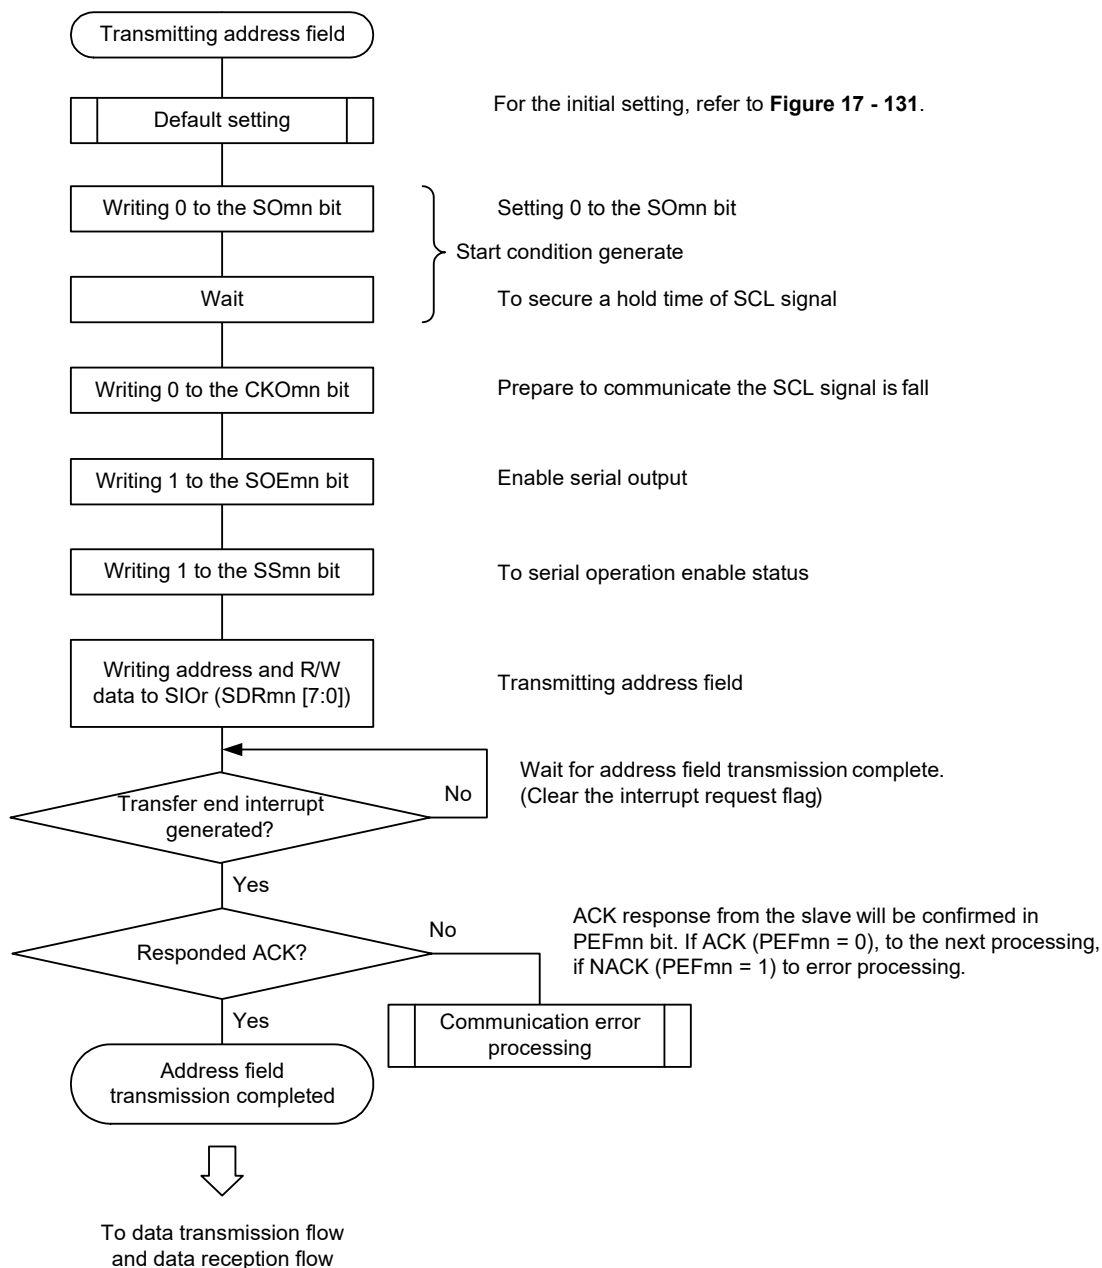 Transmitting address field
Default setting
For the initial setting, refer to Figure 17 - 131.
Writing 0 to the SOmn bit
Setting 0 to the SOmn bit
Start condition generate
Wait
To secure a hold time of SCL signal
Writing 0 to the CKOmn bit
Prepare to communicate the SCL signal is fall
Writing 1 to the SOEmn bit
Enable serial output
Writing 1 to the SSmn bit
To serial operation enable status
Writing address and R/W
data to SIOr (SDRmn [7:0])
Transmitting address field
Transfer end interrupt
generated?
No
Wait for address field transmission complete.
(Clear the interrupt request flag)
Yes
Responded ACK?
No
ACK response from the slave will be confirmed in
PEFmn bit. If ACK (PEFmn = 0), to the next processing,
if NACK (PEFmn = 1) to error processing.
Yes
Communication error
processing
Address field
transmission completed
To data transmission flow
and data reception flow